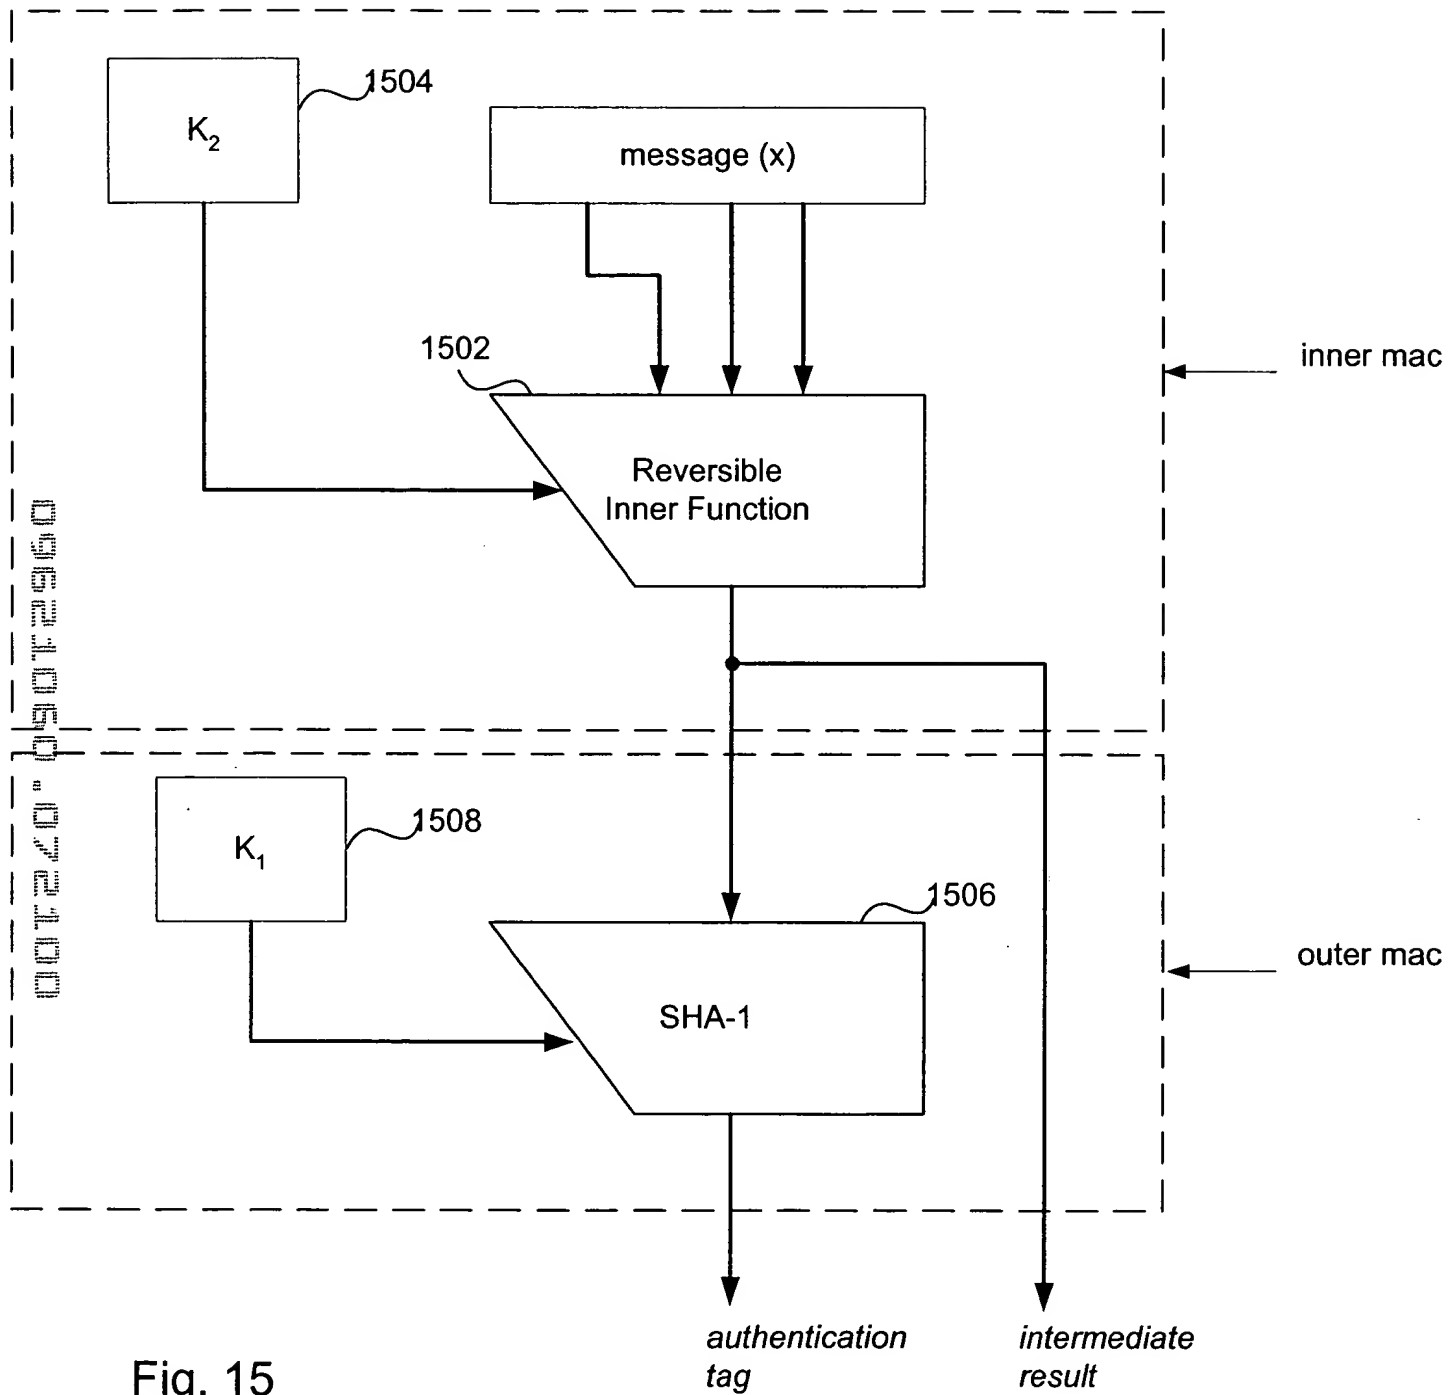 1504
K₂
message (x)
1502
inner mac
Reversible
Inner Function
09621060.072100
1508
K₁
1506
outer mac
SHA-1
authentication
tag
intermediate
result
Fig. 15